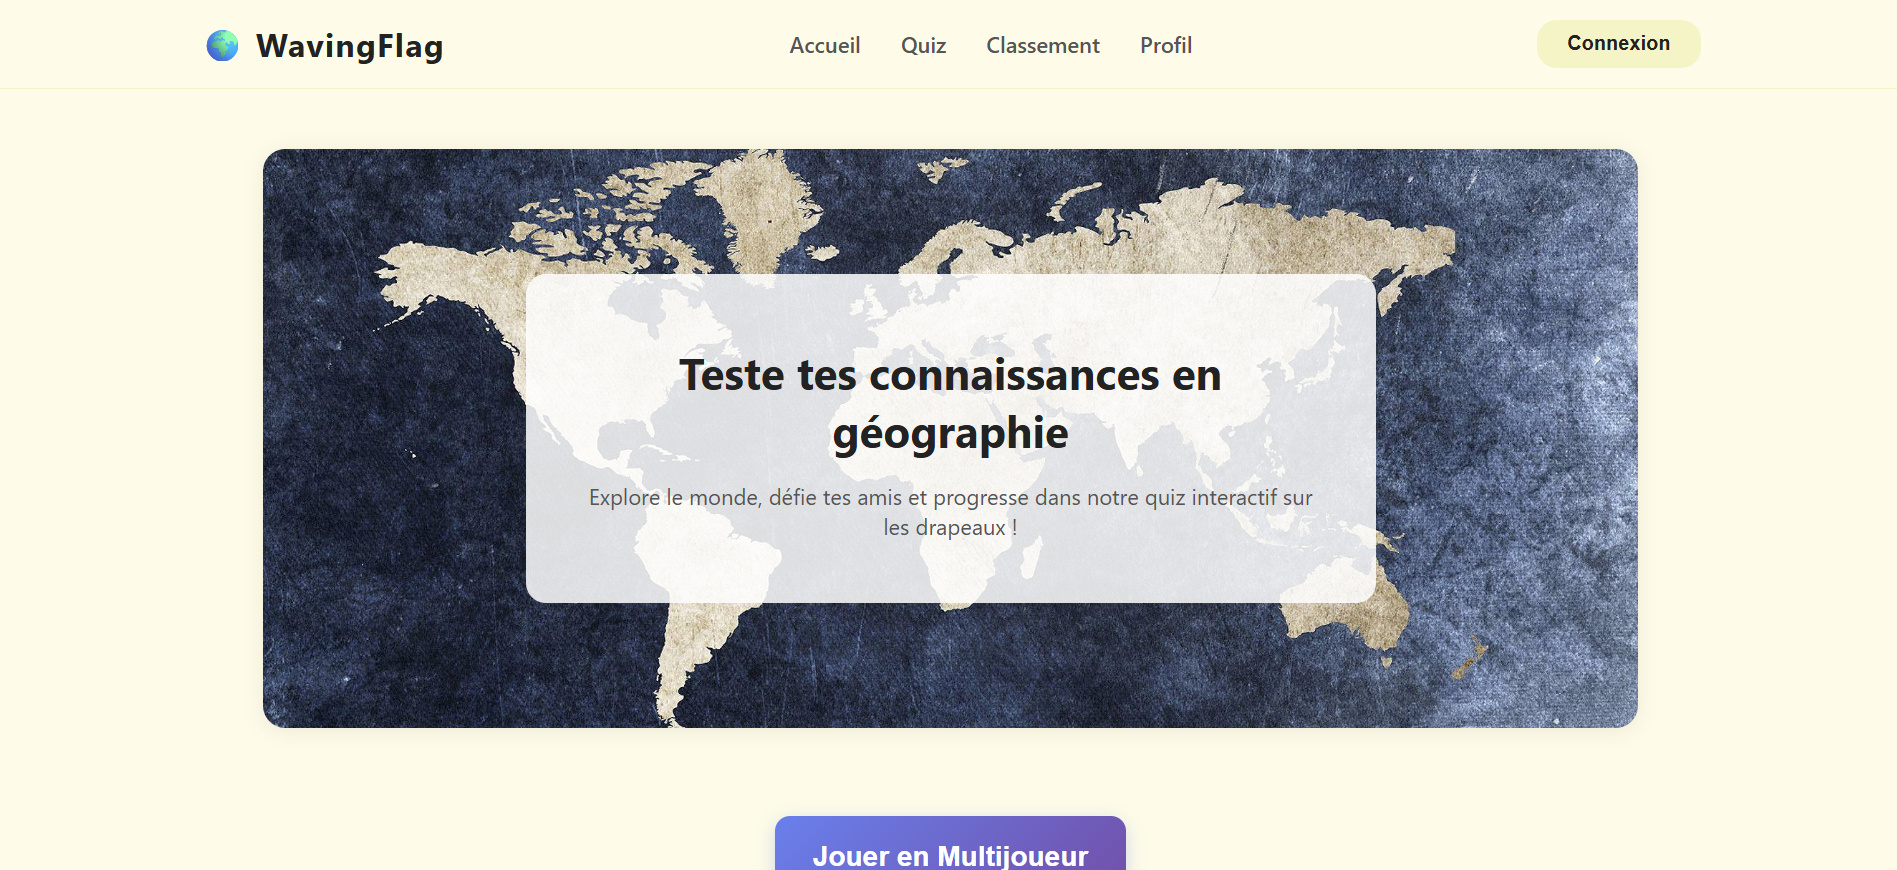 WavingFlag
Accueil Quiz Classement Profil
Connexion
Teste tes connaissances en
géographie
Explore le monde, défie tes amis et progresse dans notre quiz interactif sur
les drapeaux !
Jouer en Multijoueur